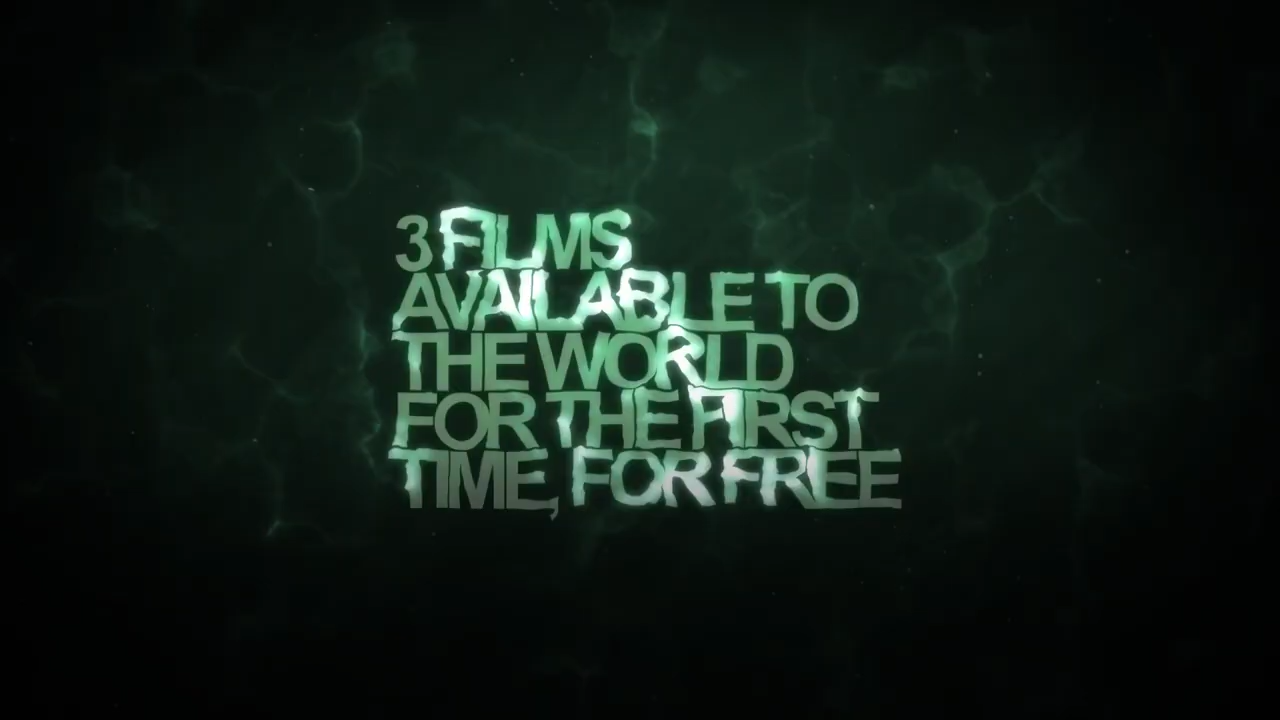 3 FILMS
AVAILABLE TO
THE WORLD
FOR THE FIRST
TIME, FOR FREE